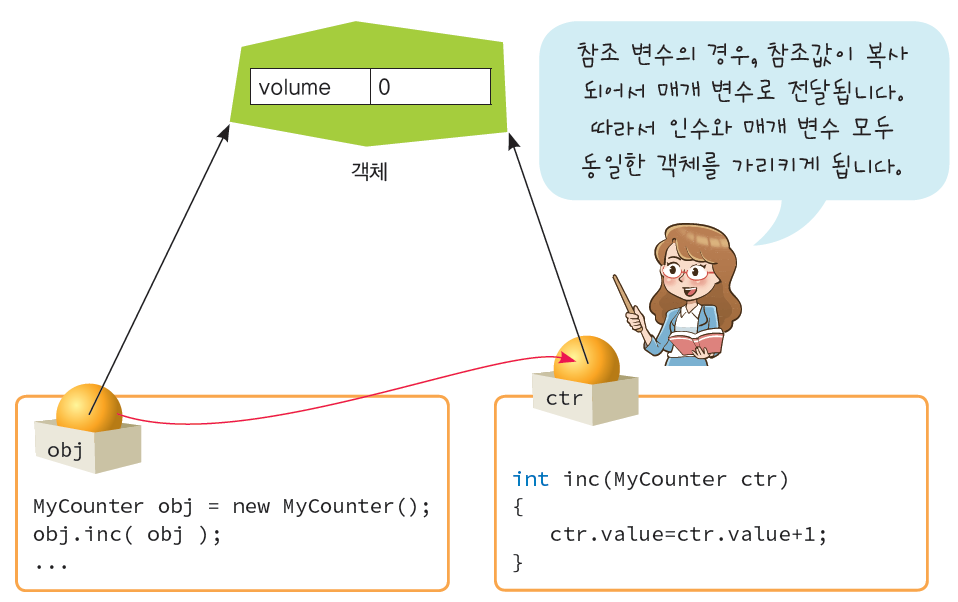 volume 0
객체
참조 변수의 경우, 참조값이 복사
되어서 매개 변수로 전달됩니다.
따라서 인수와 매개 변수 모두
동일한 객체를 가리키게 됩니다.
obj
MyCounter obj = new MyCounter();
obj.inc( obj );
...
ctr
int inc(MyCounter ctr)
{
ctr.value=ctr.value+1;
}